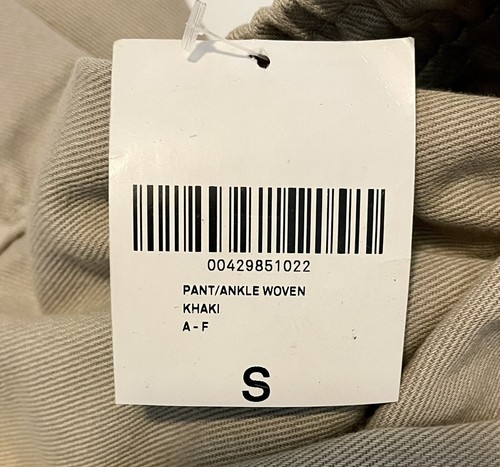 00429851022
PANT/ANKLE WOVEN
KHAKI
A - F
S